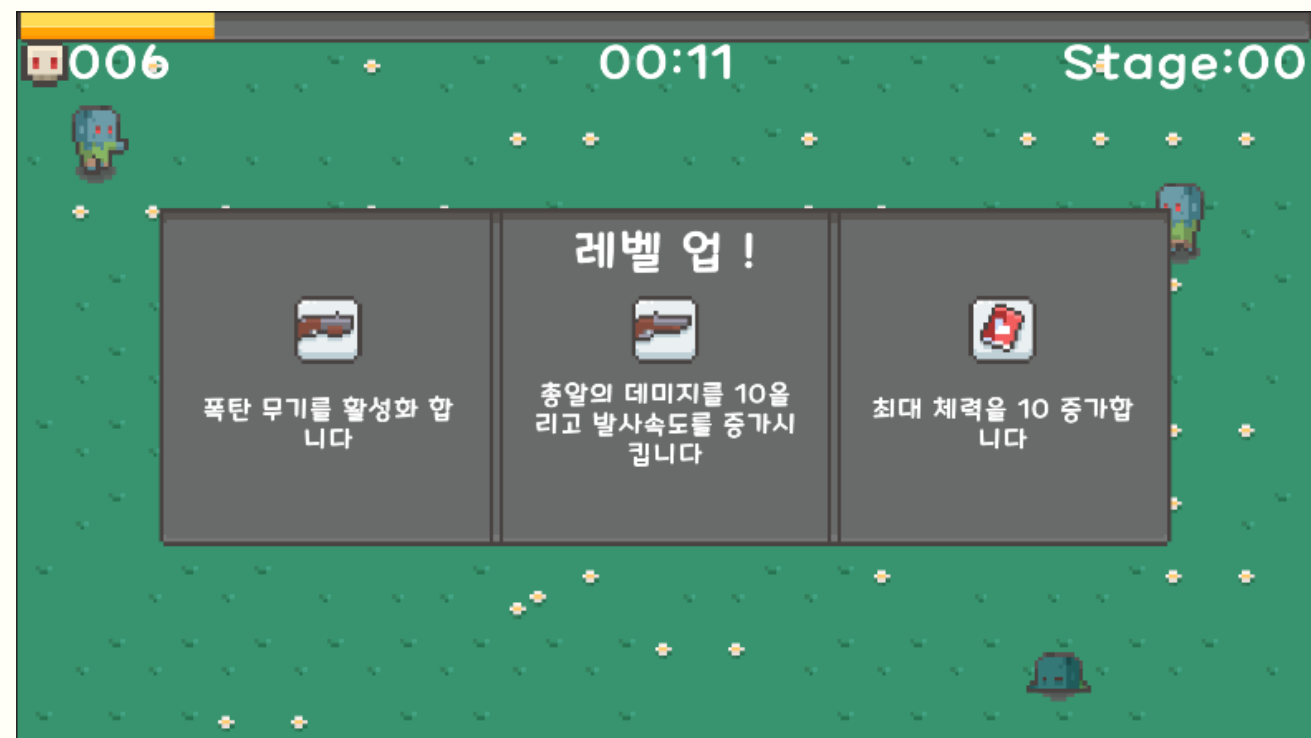 006
00:11
Stage:00
레벨 업 !
폭탄 무기를 활성화 합
니다
총알의 데미지를 10올
리고 발사속도를 증가시
킵니다
최대 체력을 10 증가합
니다